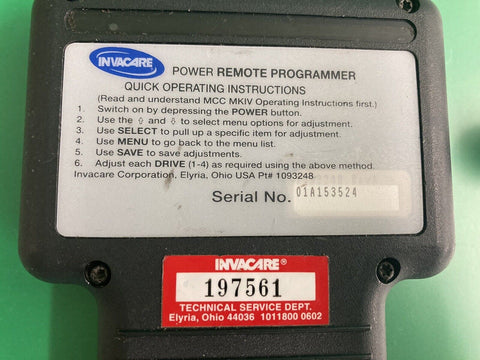 INVACARE
POWER REMOTE PROGRAMMER
QUICK OPERATING INSTRUCTIONS
(Read and understand MCC MKIV Operating Instructions first.)
1. Switch on by depressing the POWER button.
2. Use the ⇧ and ⇩ to select menu options for adjustment.
3. Use SELECT to pull up a specific item for adjustment.
4. Use MENU to go back to the menu list.
5. Use SAVE to save adjustments.
6. Adjust each DRIVE (1-4) as required using the above method.
Invacare Corporation, Elyria, Ohio USA Pt# 1093248
Serial No. 01A153524
INVACARE®
197561
TECHNICAL SERVICE DEPT.
Elyria, Ohio 44036 1011800 0602